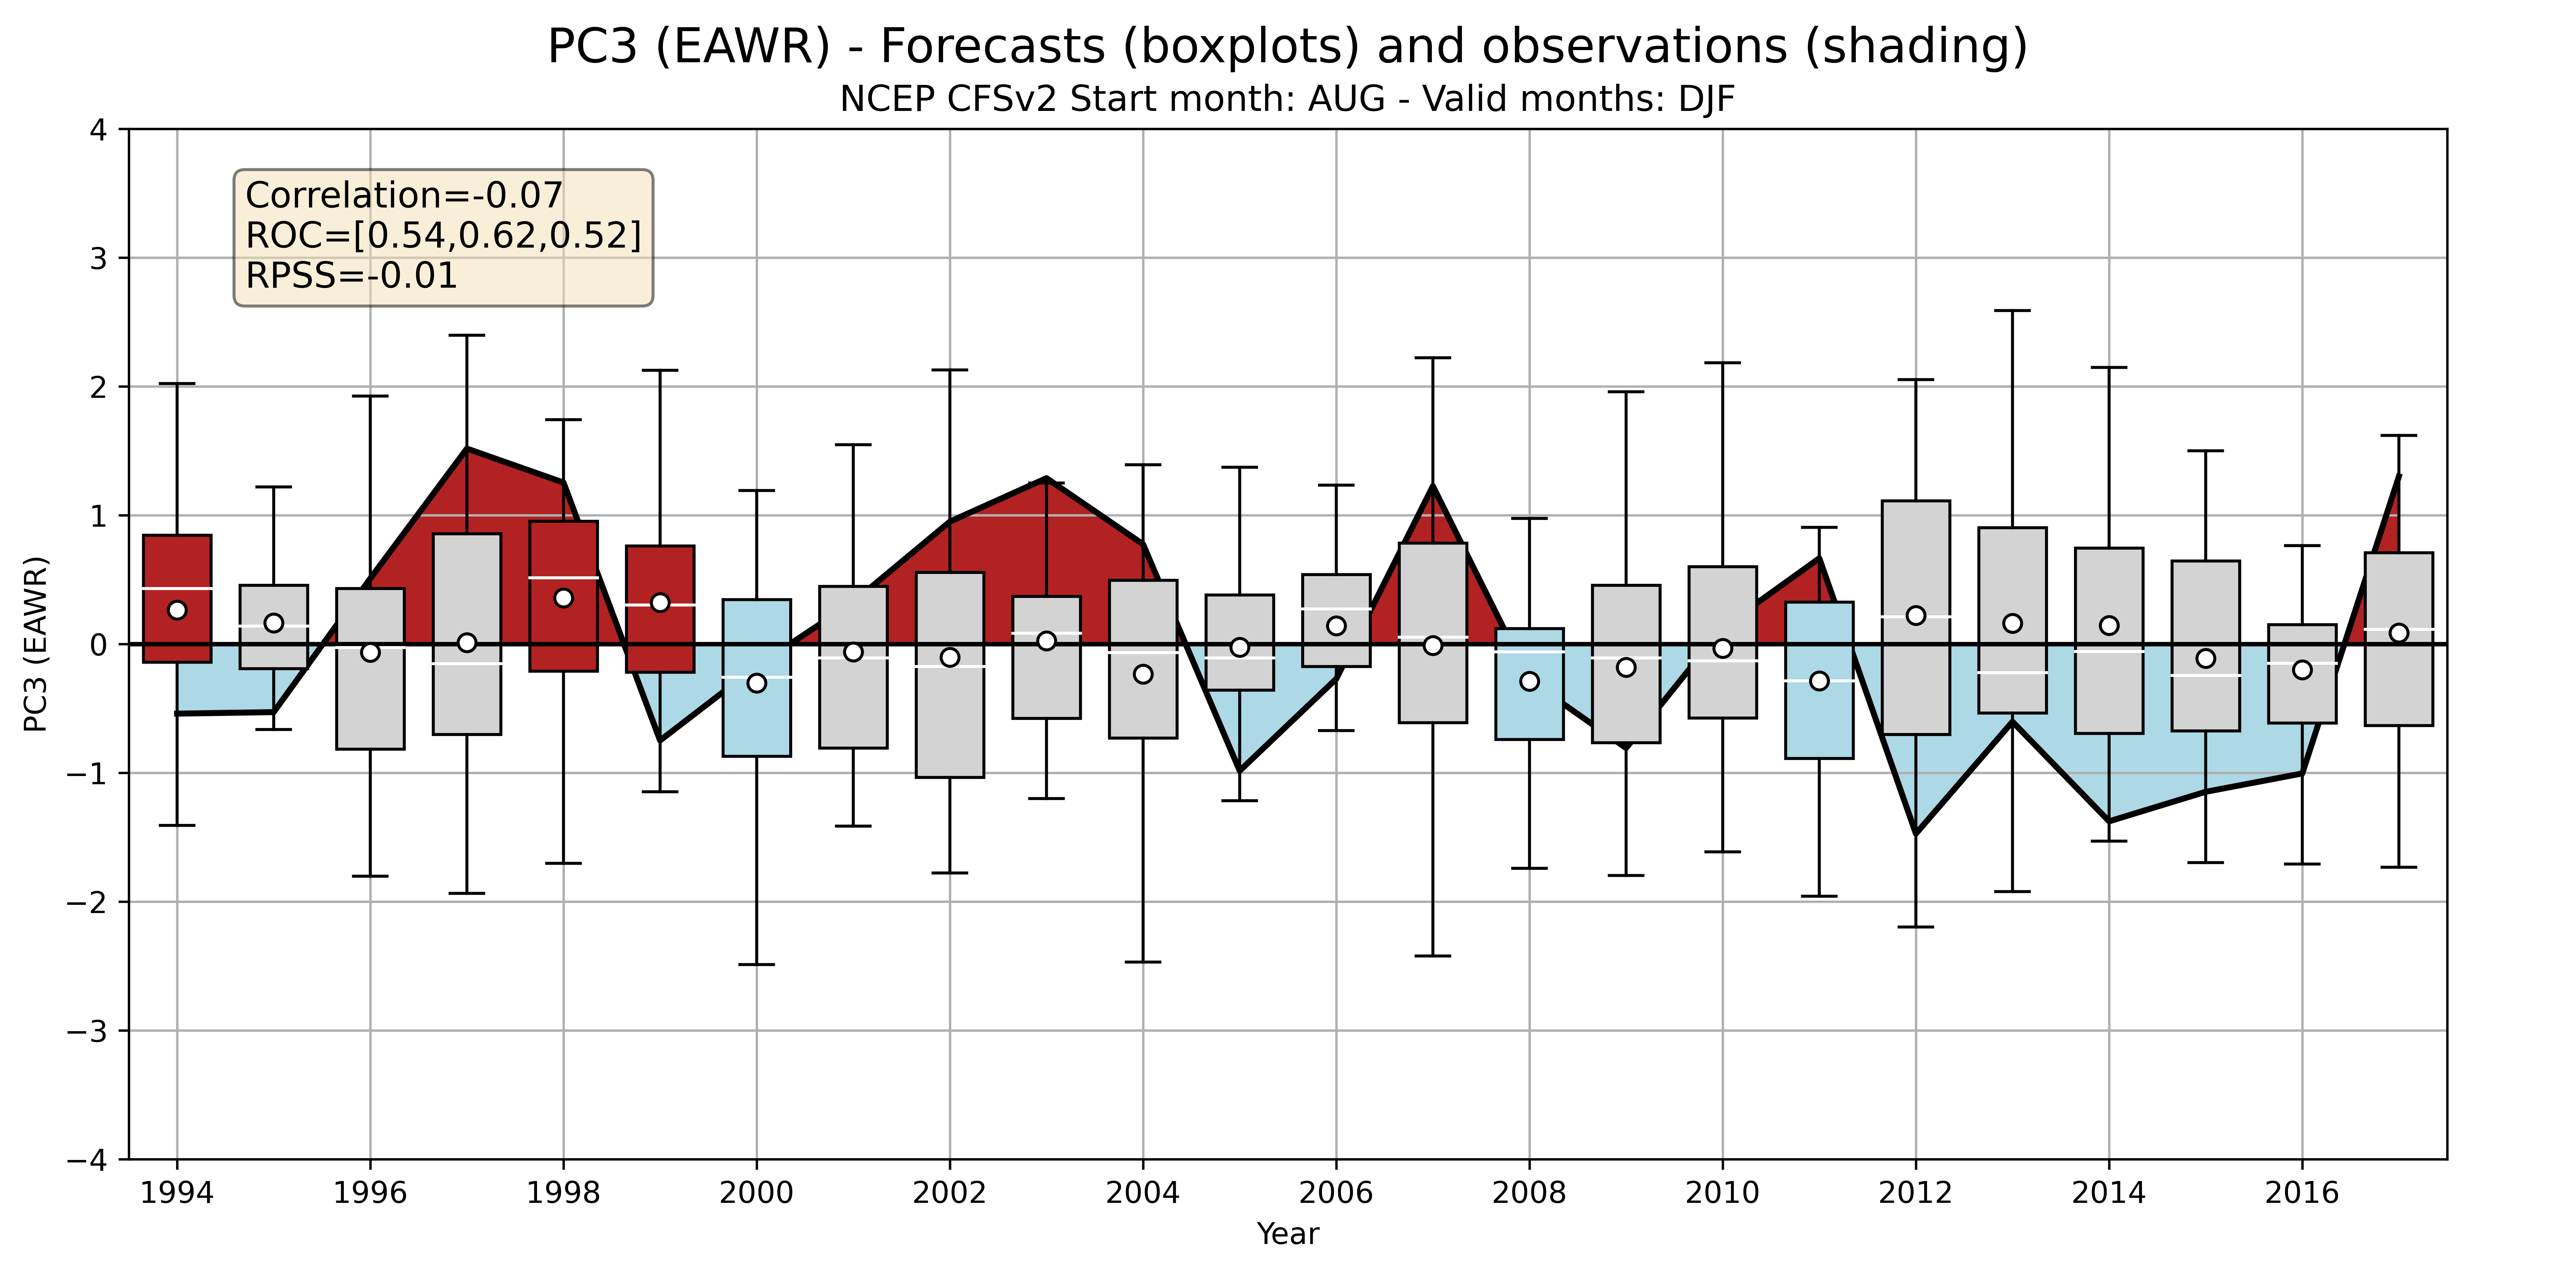 PC3 (EAWR) - Forecasts (boxplots) and observations (shading)
NCEP CFSv2 Start month: AUG - Valid months: DJF
Correlation=-0.07
ROC=[0.54,0.62,0.52]
RPSS=-0.01
PC3 (EAWR)
4
3
2
1
0
−1
−2
−3
−4
1994 1996 1998 2000 2002 2004 2006 2008 2010 2012 2014 2016
Year